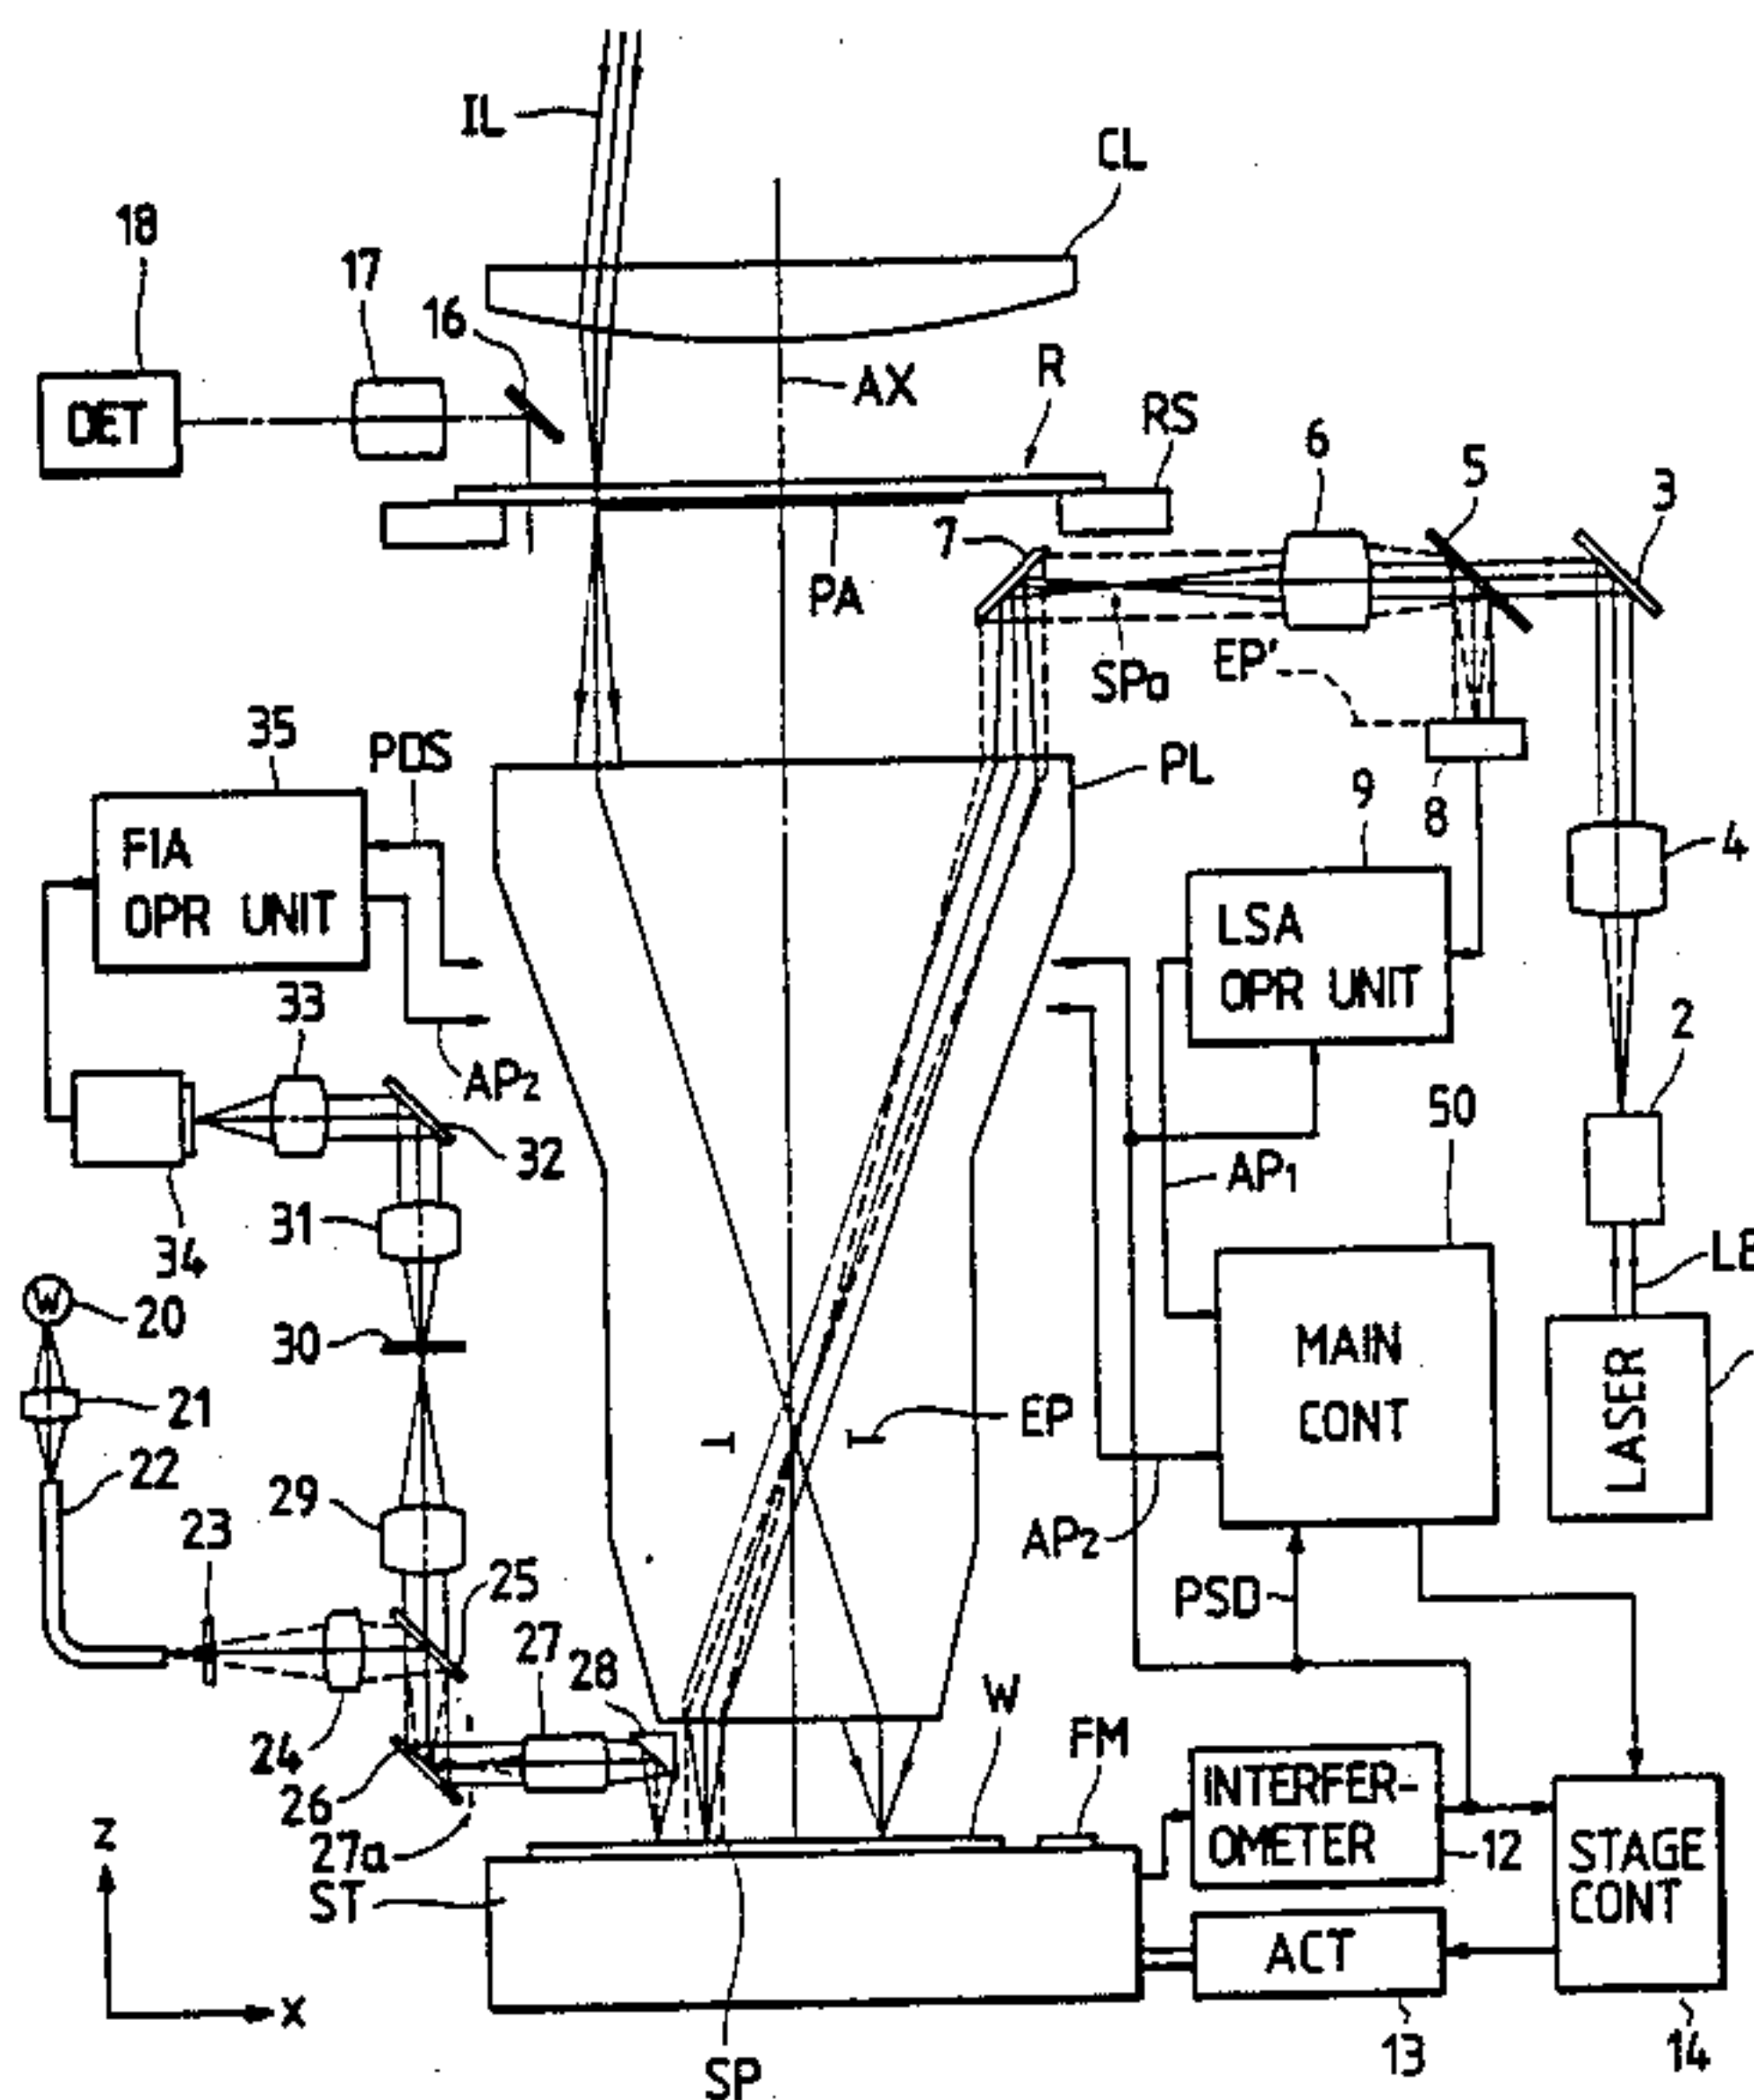 IL
CL
18
17
16
DET
AX
R
RS
6
5
3
7
PA
SPa
EP'
35
PDS
PL
8
9
4
FIA
OPR UNIT
LSA
OPR UNIT
33
AP2
2
50
32
AP1
31
34
LB
W
20
30
MAIN
CONT
LASER
21
EP
22
29
23
AP2
25
PSD
27
28
W
FM
24
26
27a
INTERFER-
OMETER
12
STAGE
CONT
Z
ST
ACT
X
13
14
SP